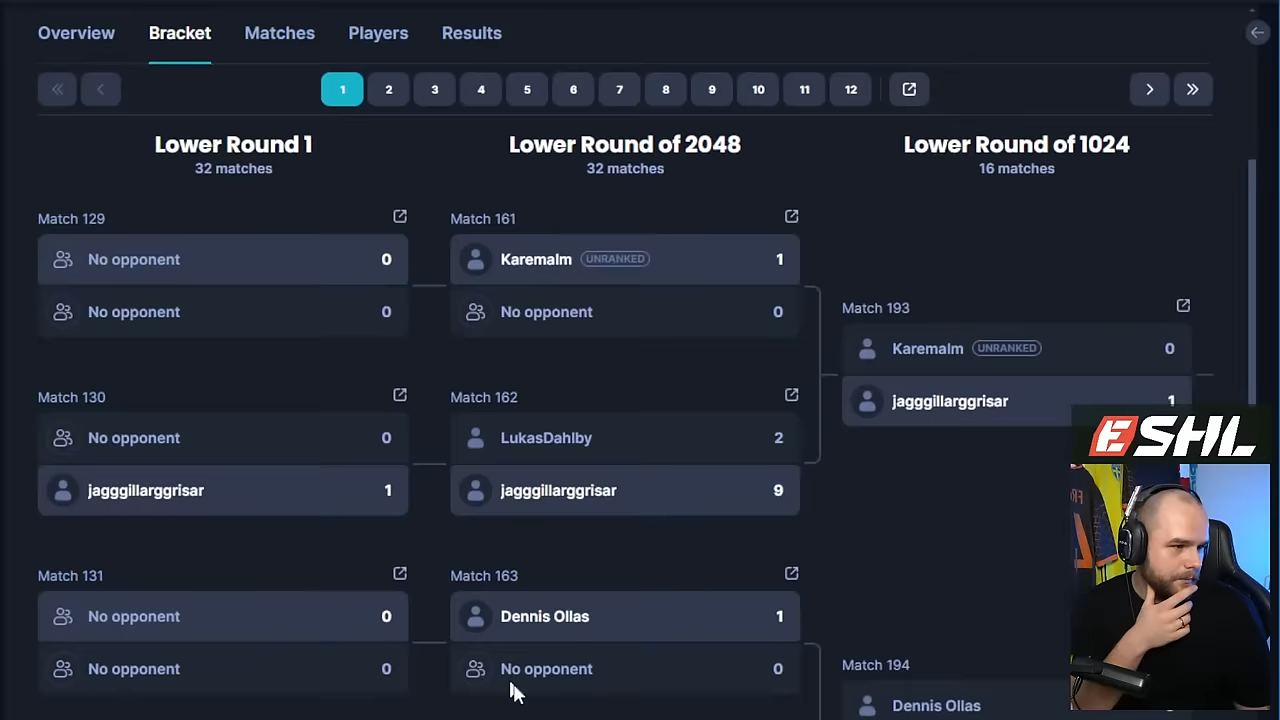 Overview Bracket Matches Players Results
1 2 3 4 5 6 7 8 9 10 11 12
Lower Round 1
32 matches
Lower Round of 2048
32 matches
Lower Round of 1024
16 matches
Match 129
No opponent 0
No opponent 0
Match 130
No opponent 0
jagggillarggrisar 1
Match 131
No opponent 0
No opponent 0
Match 161
Karemalm UNRANKED 1
No opponent 0
Match 162
LukasDahlby 2
jagggillarggrisar 9
Match 163
Dennis Ollas 1
No opponent 0
Match 193
Karemalm UNRANKED 0
jagggillarggrisar 1
Match 194
Dennis Ollas
ESHL